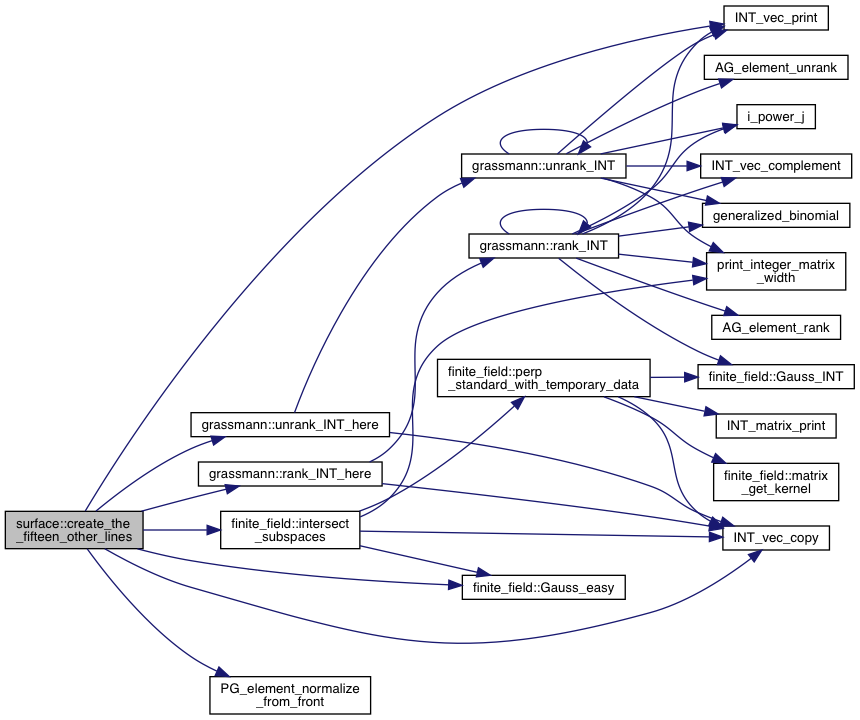 INT_vec_print
AG_element_unrank
i_power_j
grassmann::unrank_INT
INT_vec_complement
generalized_binomial
grassmann::rank_INT
print_integer_matrix
_width
AG_element_rank
finite_field::perp
_standard_with_temporary_data
finite_field::Gauss_INT
grassmann::unrank_INT_here
INT_matrix_print
grassmann::rank_INT_here
finite_field::matrix
_get_kernel
surface::create_the
_fifteen_other_lines
finite_field::intersect
_subspaces
INT_vec_copy
finite_field::Gauss_easy
PG_element_normalize
_from_front